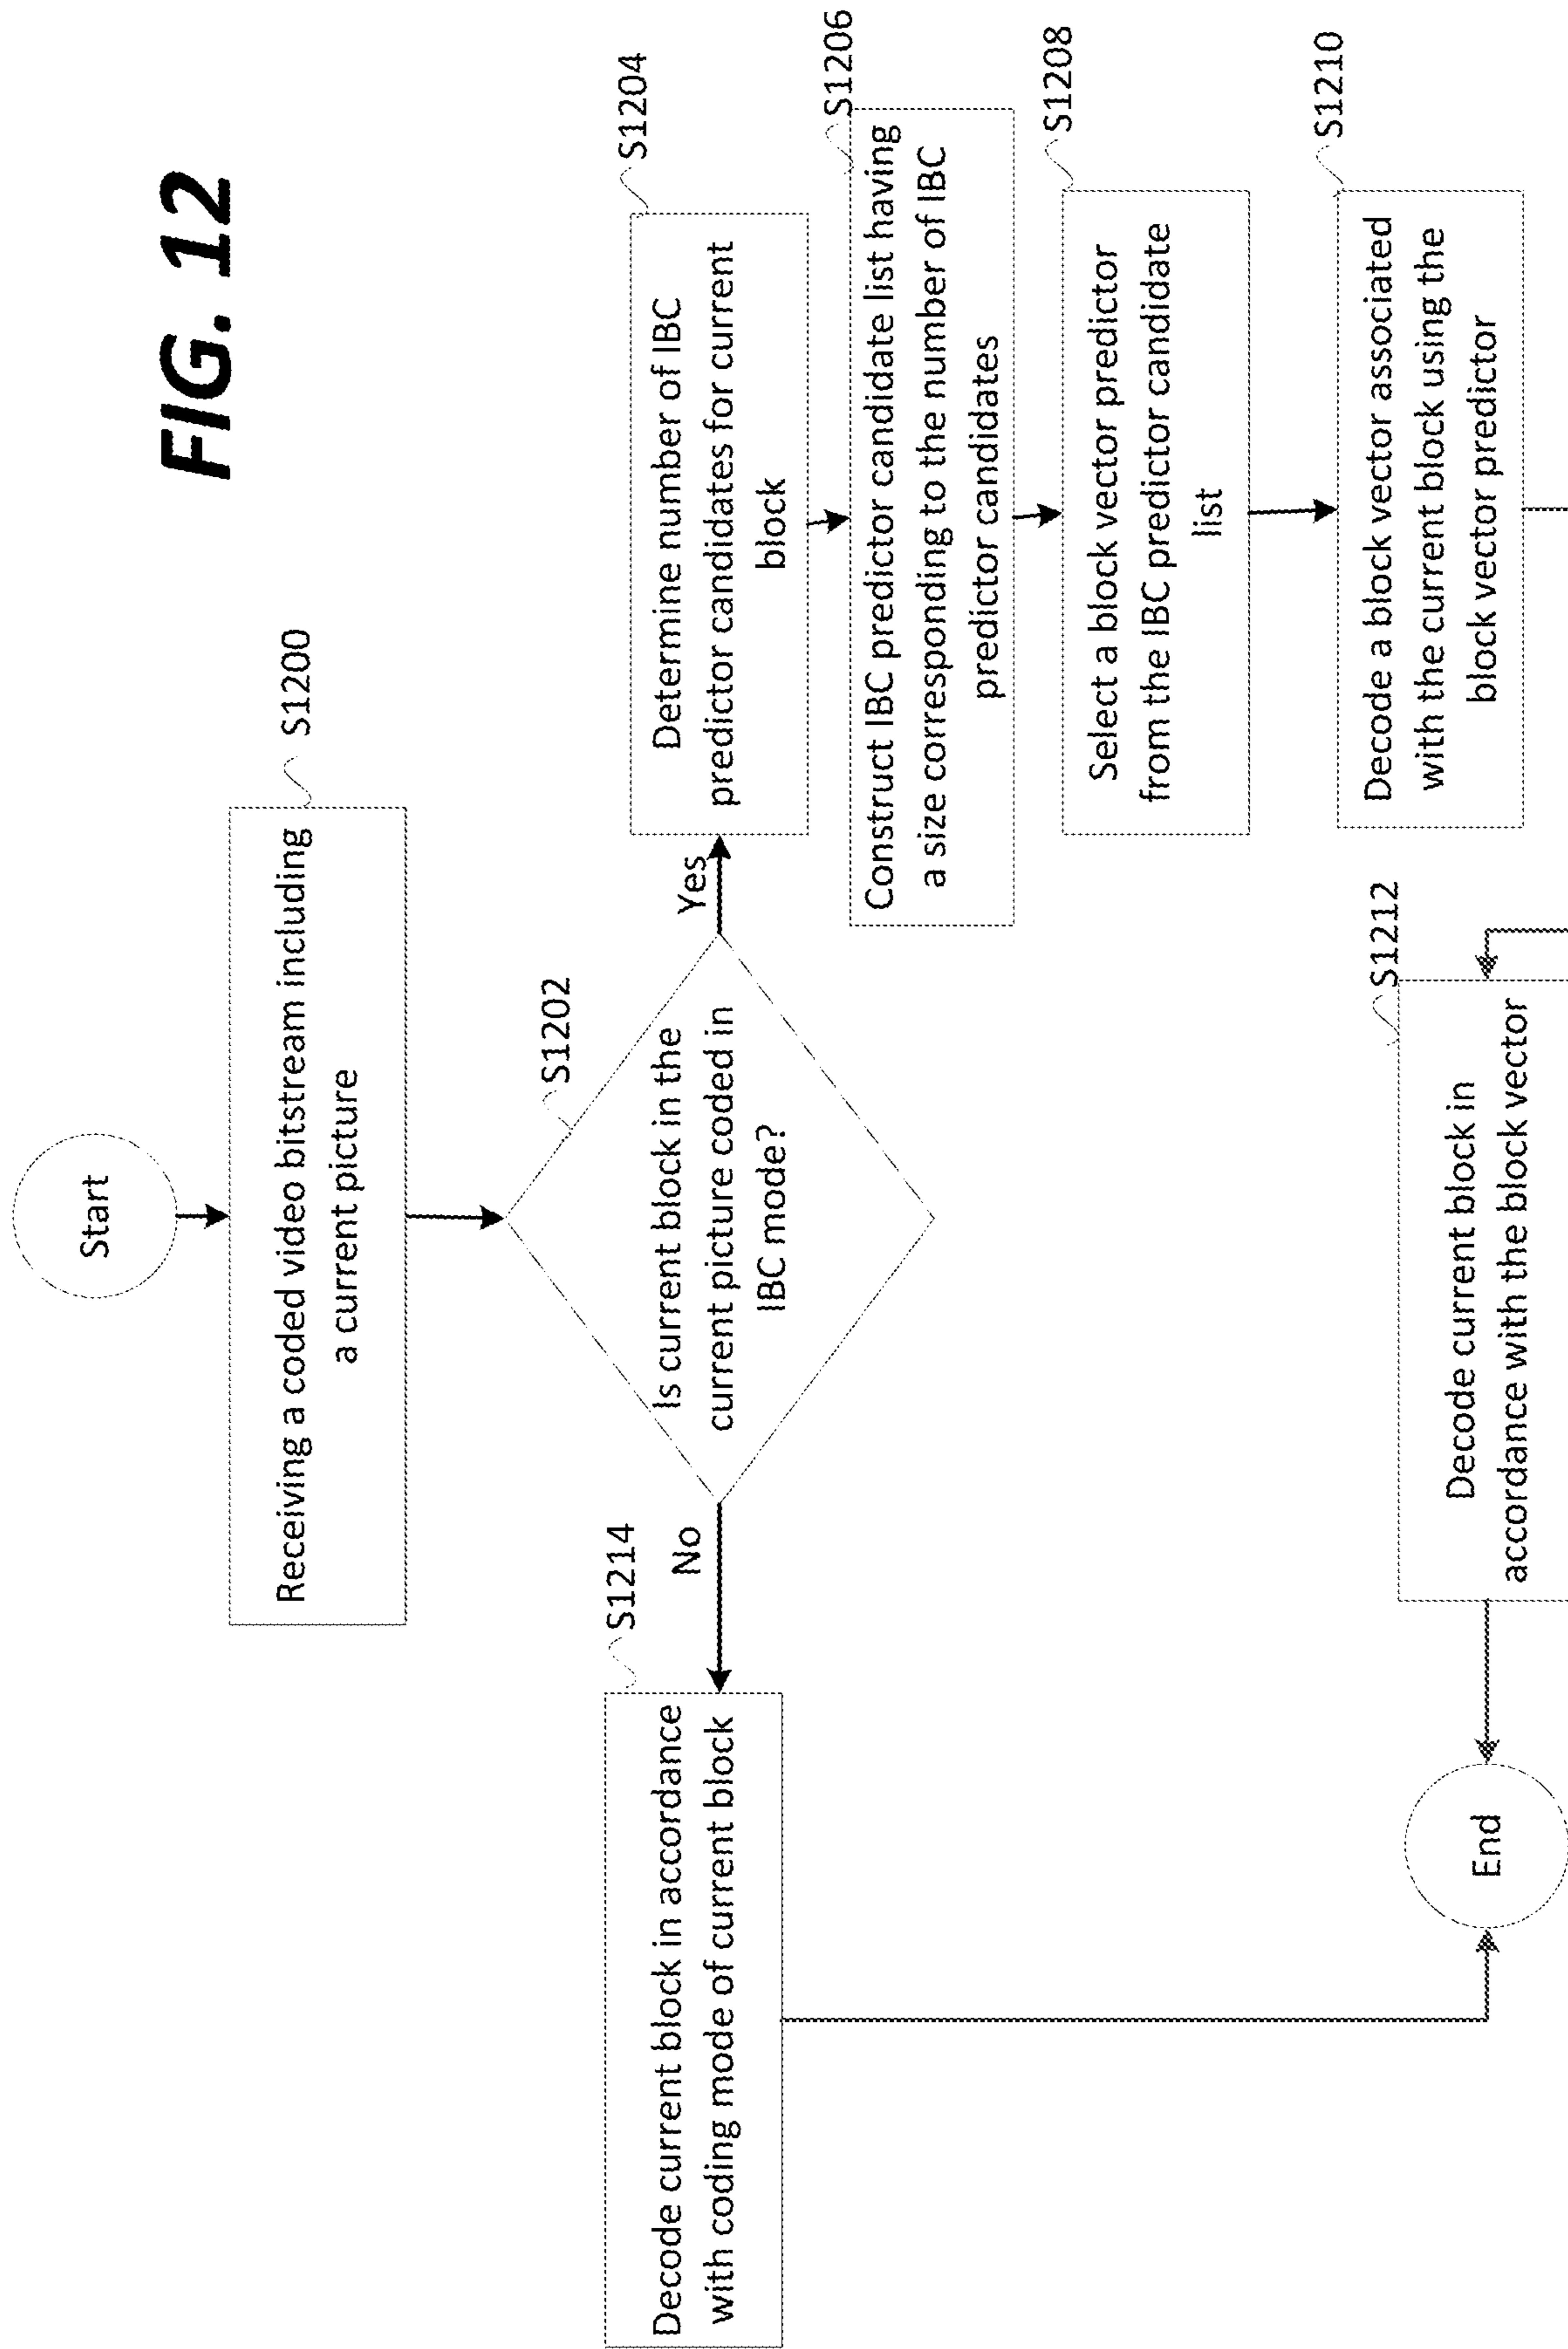 FIG. 12
Start
S1200
Receiving a coded video bitstream including
a current picture
S1202
Is current block in the
current picture coded in
IBC mode?
No
Yes
S1214
Decode current block in accordance
with coding mode of current block
S1204
Determine number of IBC
predictor candidates for current
block
S1206
Construct IBC predictor candidate list having
a size corresponding to the number of IBC
predictor candidates
S1208
Select a block vector predictor
from the IBC predictor candidate
list
S1210
Decode a block vector associated
with the current block using the
block vector predictor
S1212
Decode current block in
accordance with the block vector
End